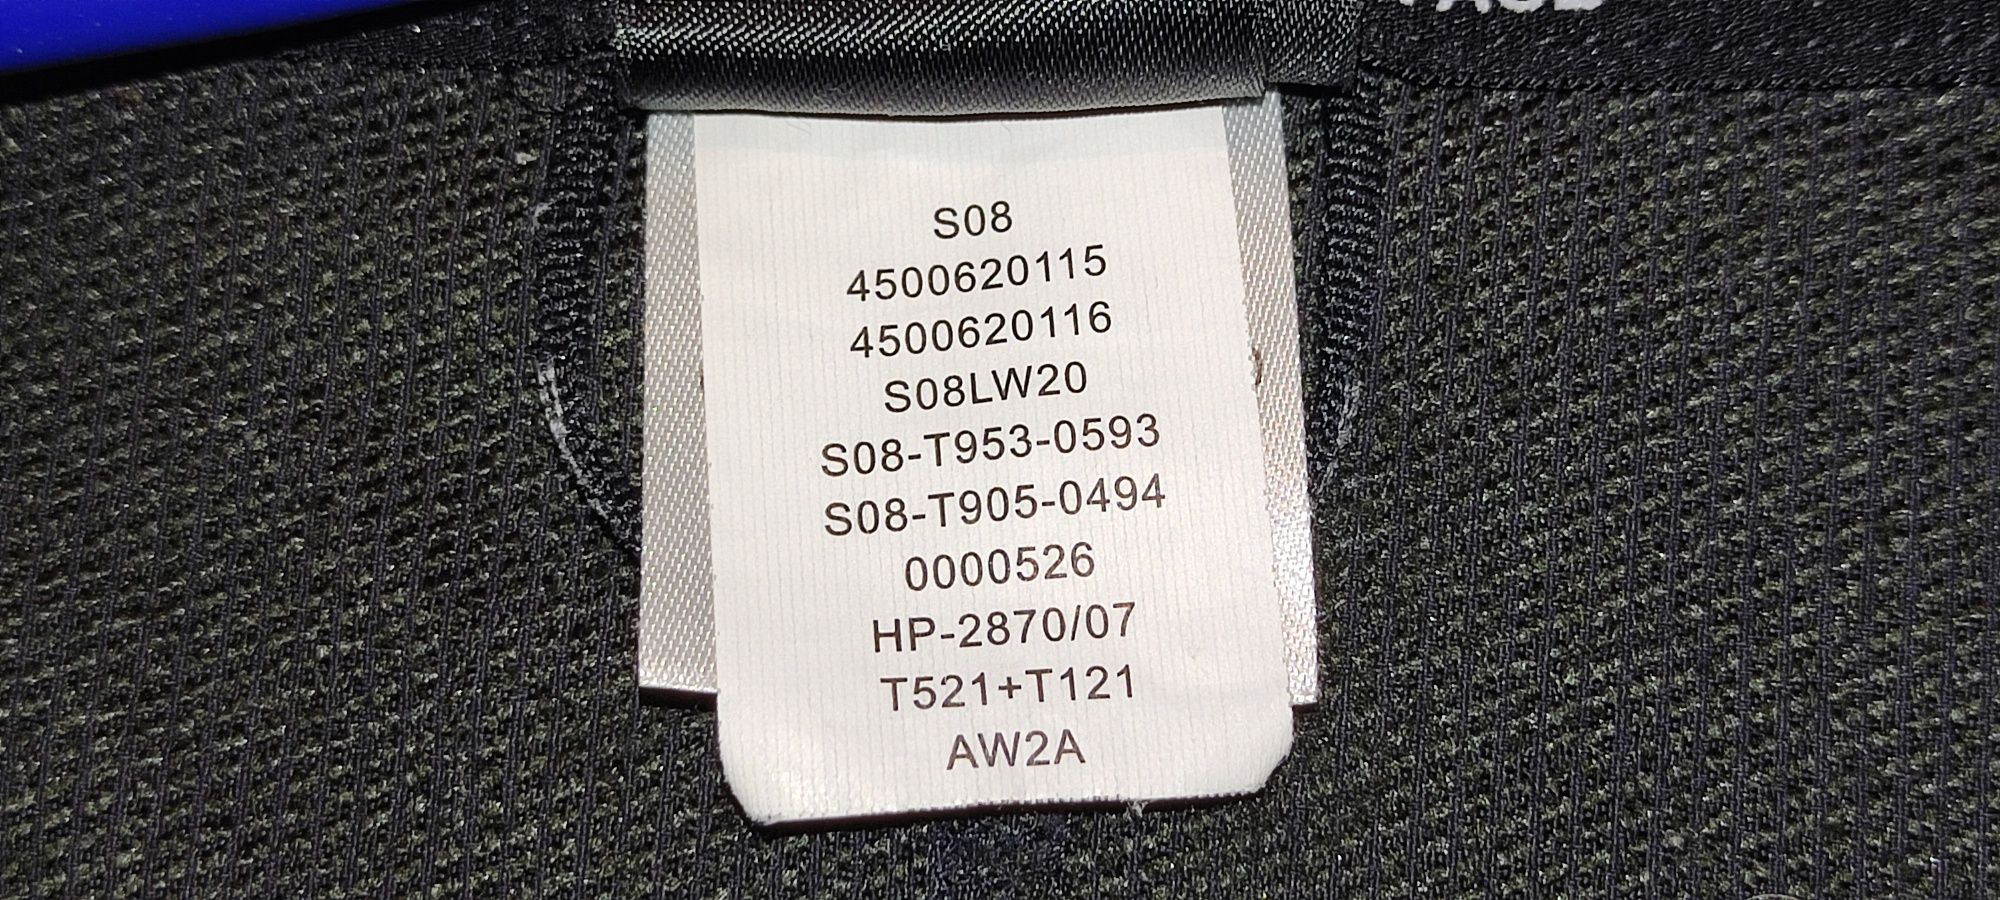 S08
4500620115
4500620116
S08LW20
S08-T953-0593
S08-T905-0494
0000526
HP-2870/07
T521+T121
AW2A